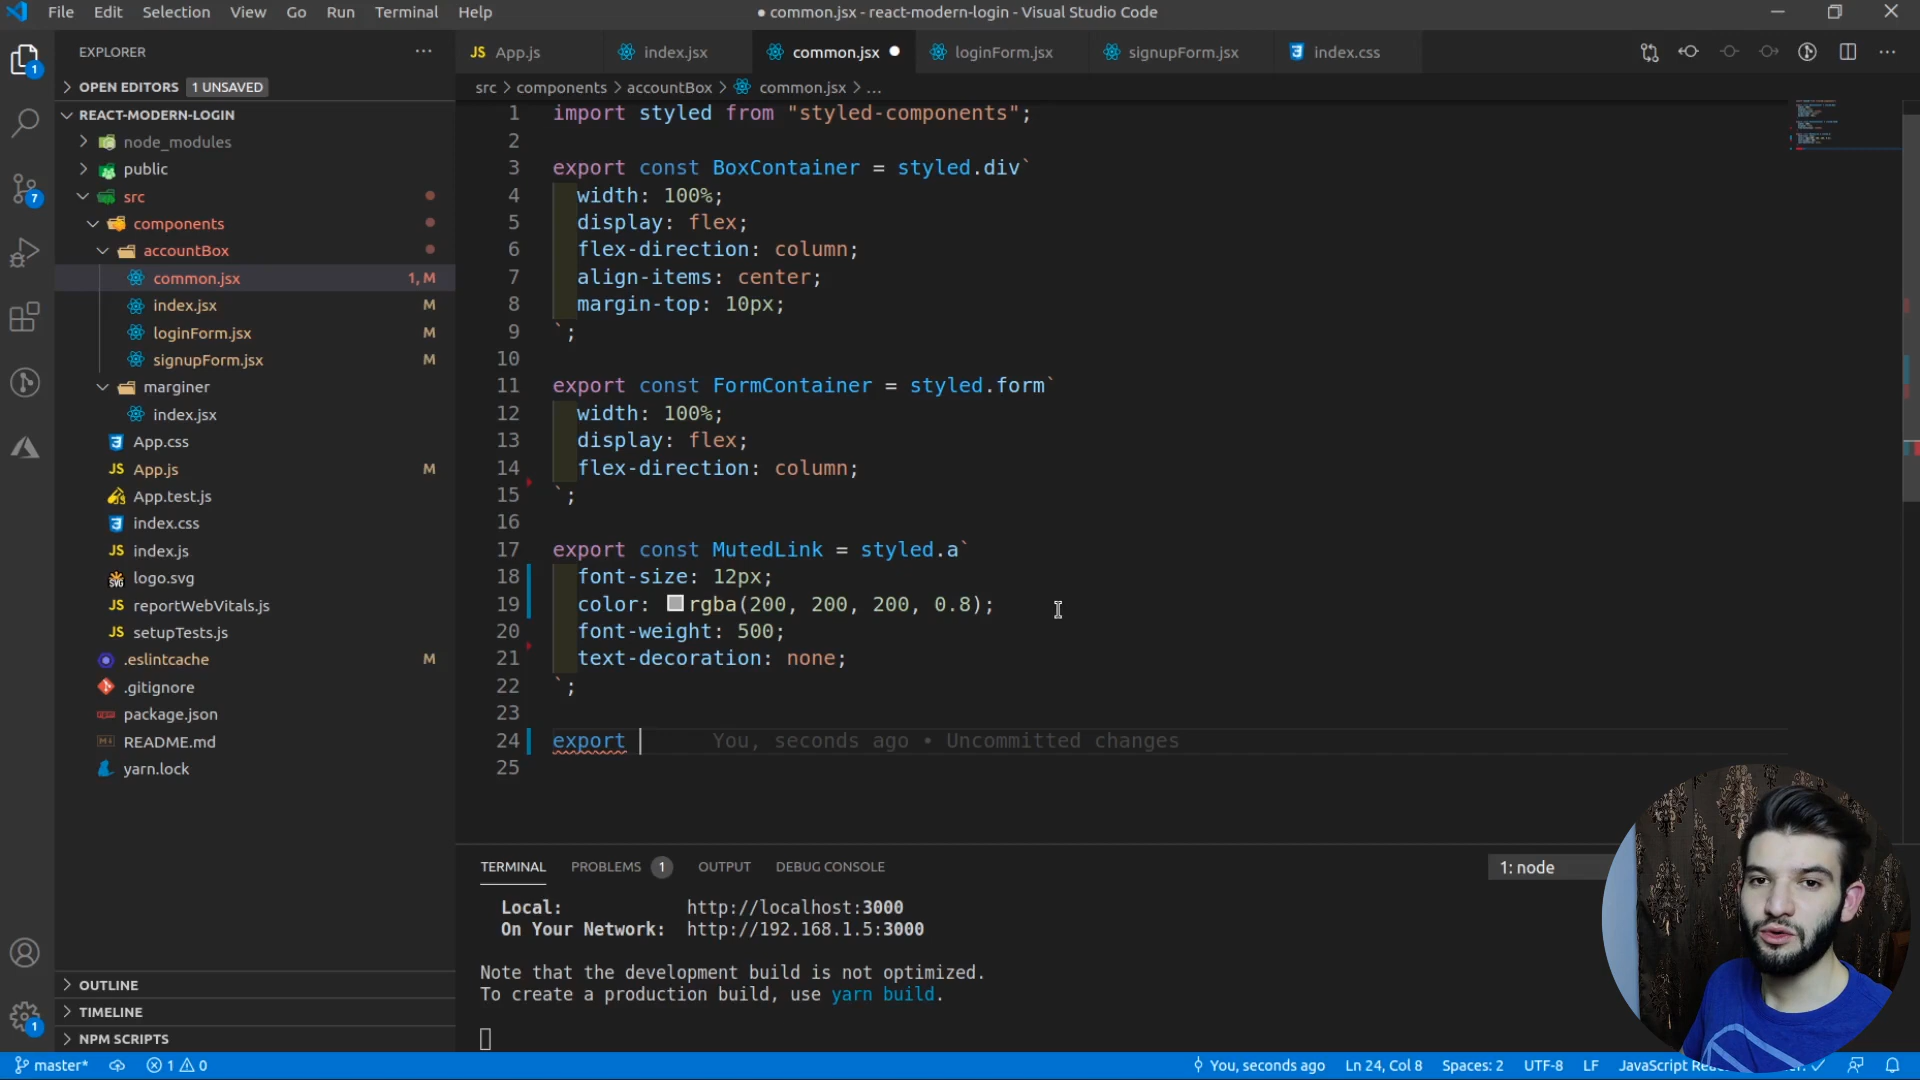 File Edit Selection View Go Run Terminal Help
● common.jsx - react-modern-login - Visual Studio Code
EXPLORER
OPEN EDITORS 1 UNSAVED
REACT-MODERN-LOGIN
node_modules
public
src
components
accountBox
common.jsx 1, M
index.jsx M
loginForm.jsx M
signupForm.jsx M
marginer
index.jsx
App.css
App.js M
App.test.js
index.css
index.js
logo.svg
reportWebVitals.js
setupTests.js
.eslintcache M
.gitignore
package.json
README.md
yarn.lock
OUTLINE
TIMELINE
NPM SCRIPTS
1
7
1
JS App.js
index.jsx
common.jsx
loginForm.jsx
signupForm.jsx
index.css
src > components > accountBox > common.jsx > ...
1 import styled from "styled-components";
2
3 export const BoxContainer = styled.div`
4 width: 100%;
5 display: flex;
6 flex-direction: column;
7 align-items: center;
8 margin-top: 10px;
9 `;
10
11 export const FormContainer = styled.form`
12 width: 100%;
13 display: flex;
14 flex-direction: column;
15 `;
16
17 export const MutedLink = styled.a`
18 font-size: 12px;
19 color: rgba(200, 200, 200, 0.8);
20 font-weight: 500;
21 text-decoration: none;
22 `;
23
24 export You, seconds ago • Uncommitted changes
25
TERMINAL PROBLEMS 1 OUTPUT DEBUG CONSOLE
1: node
Local: http://localhost:3000
On Your Network: http://192.168.1.5:3000
Note that the development build is not optimized.
To create a production build, use yarn build.
master* 1 0
You, seconds ago Ln 24, Col 8 Spaces: 2 UTF-8 LF JavaScript